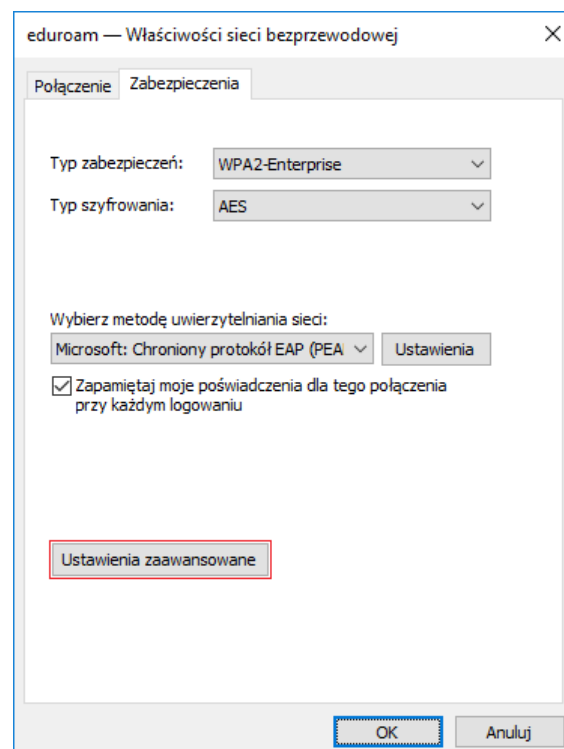 eduroam — Właściwości sieci bezprzewodowej
Połączenie Zabezpieczenia
Typ zabezpieczeń: WPA2-Enterprise
Typ szyfrowania: AES
Wybierz metodę uwierzytelniania sieci:
Microsoft: Chroniony protokół EAP (PEA Ustawienia
Zapamiętaj moje poświadczenia dla tego połączenia
przy każdym logowaniu
Ustawienia zaawansowane
OK Anuluj